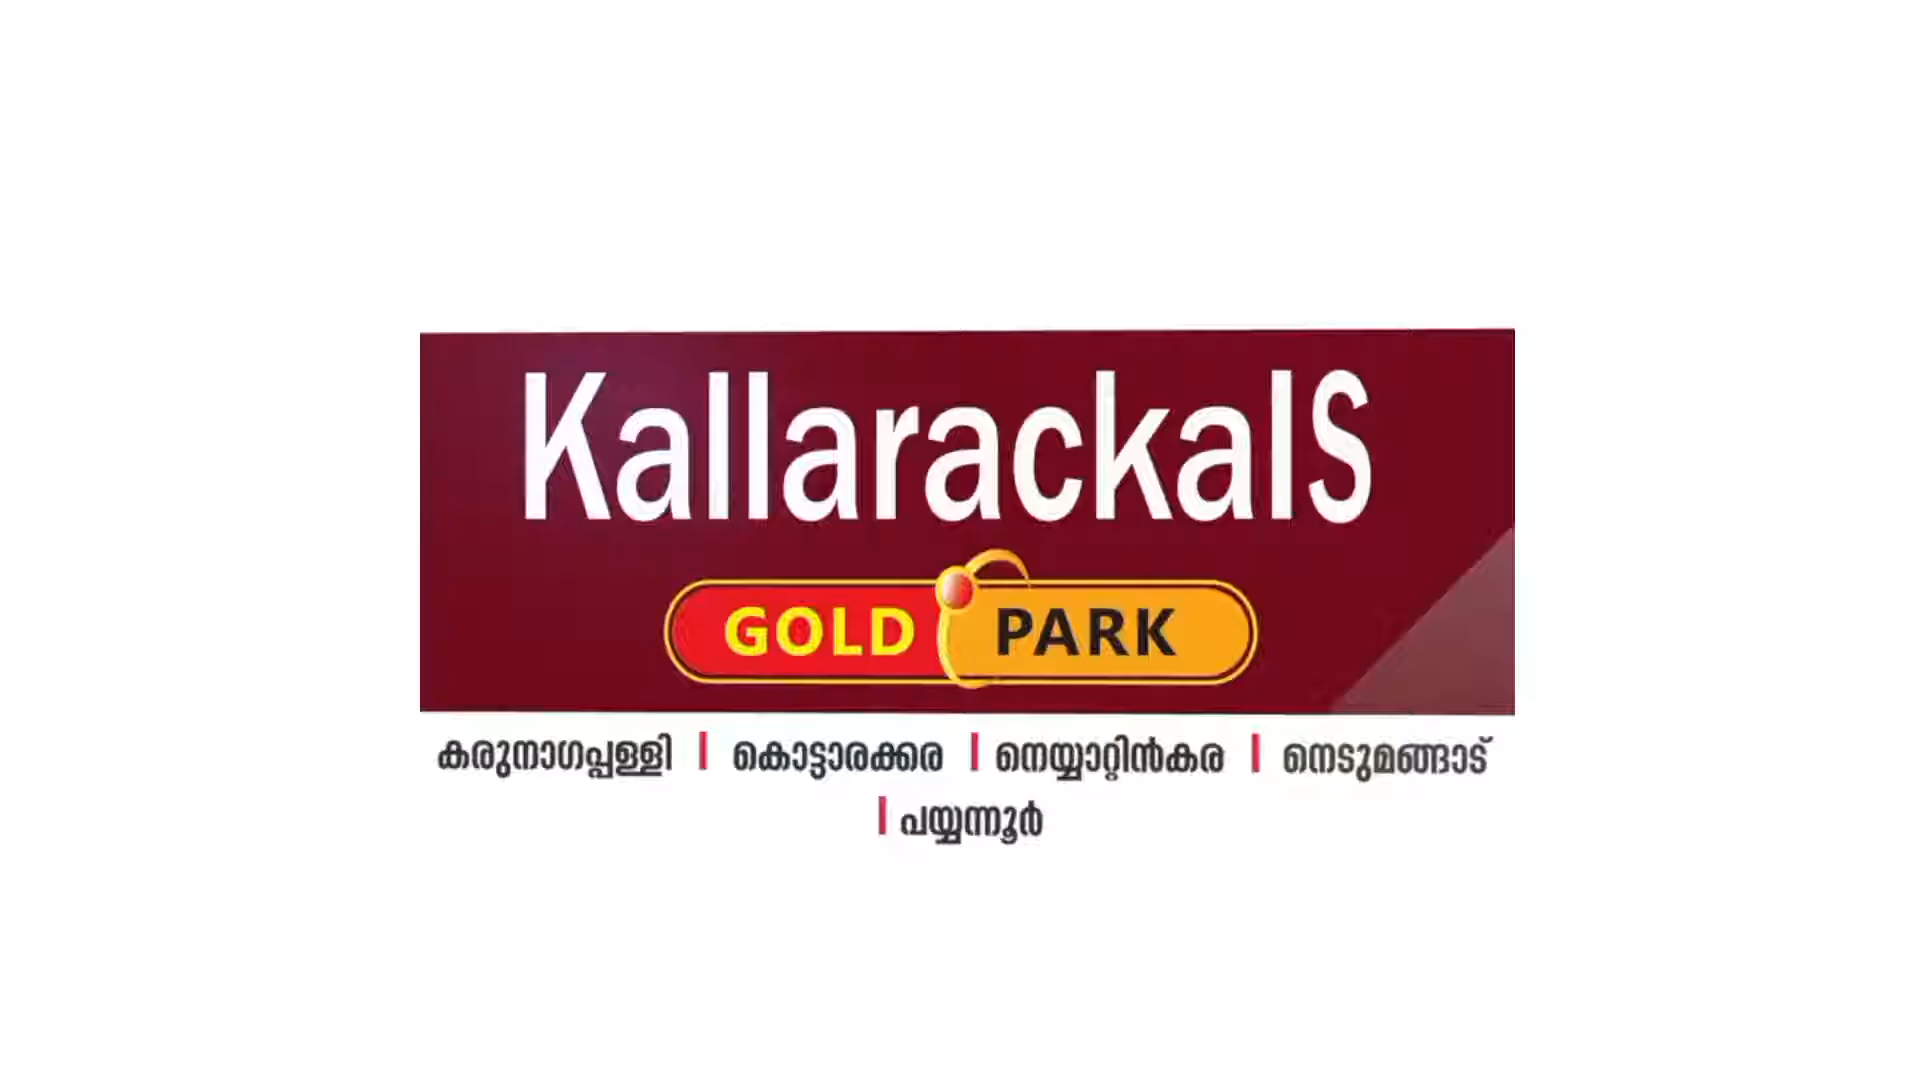 Kallarackals
GOLD PARK
കരുനാഗപ്പള്ളി | കൊട്ടാരക്കര | നെയ്യാറ്റിൻകര | നെടുമങ്ങാട്
| പയ്യന്നൂർ